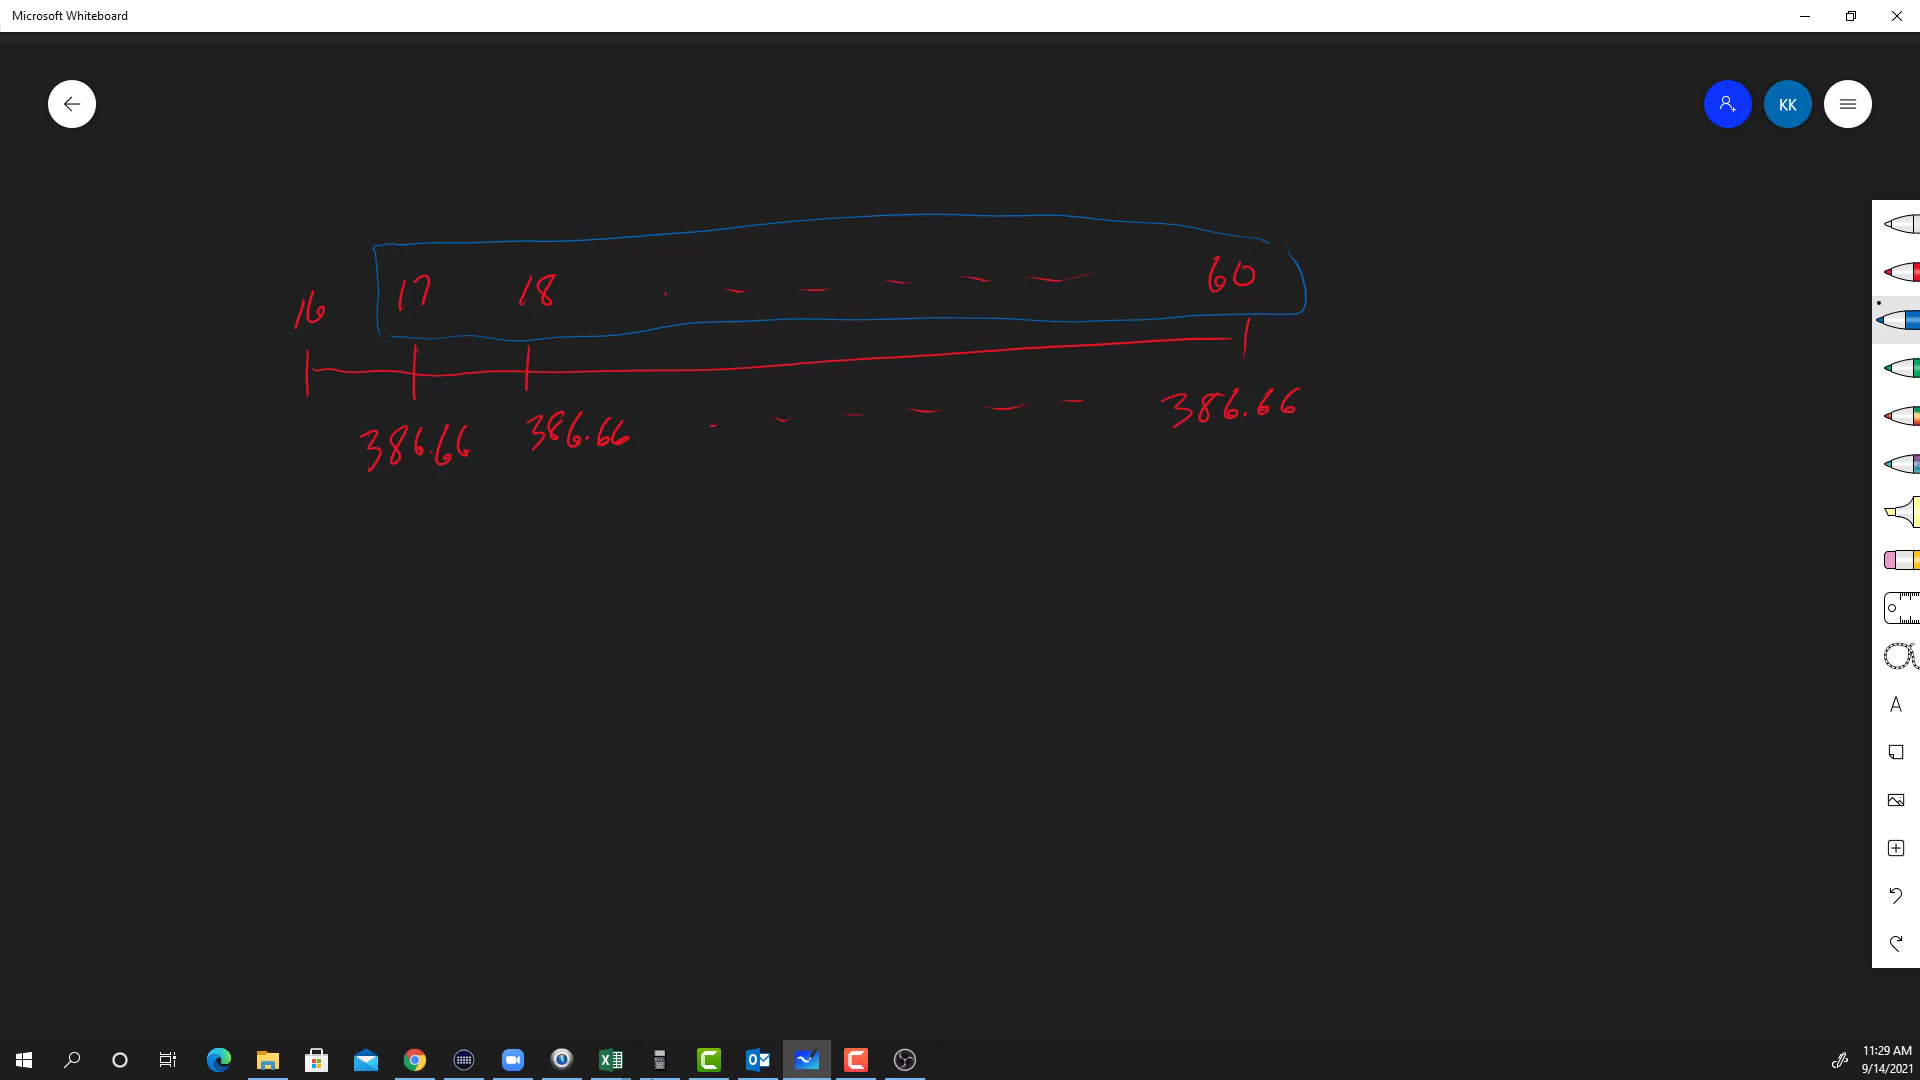 Microsoft Whiteboard
KK
16 17 18 . - - - - - 60
386.66 386.66 - - - - - - 386.66
A
11:29 AM
9/14/2021